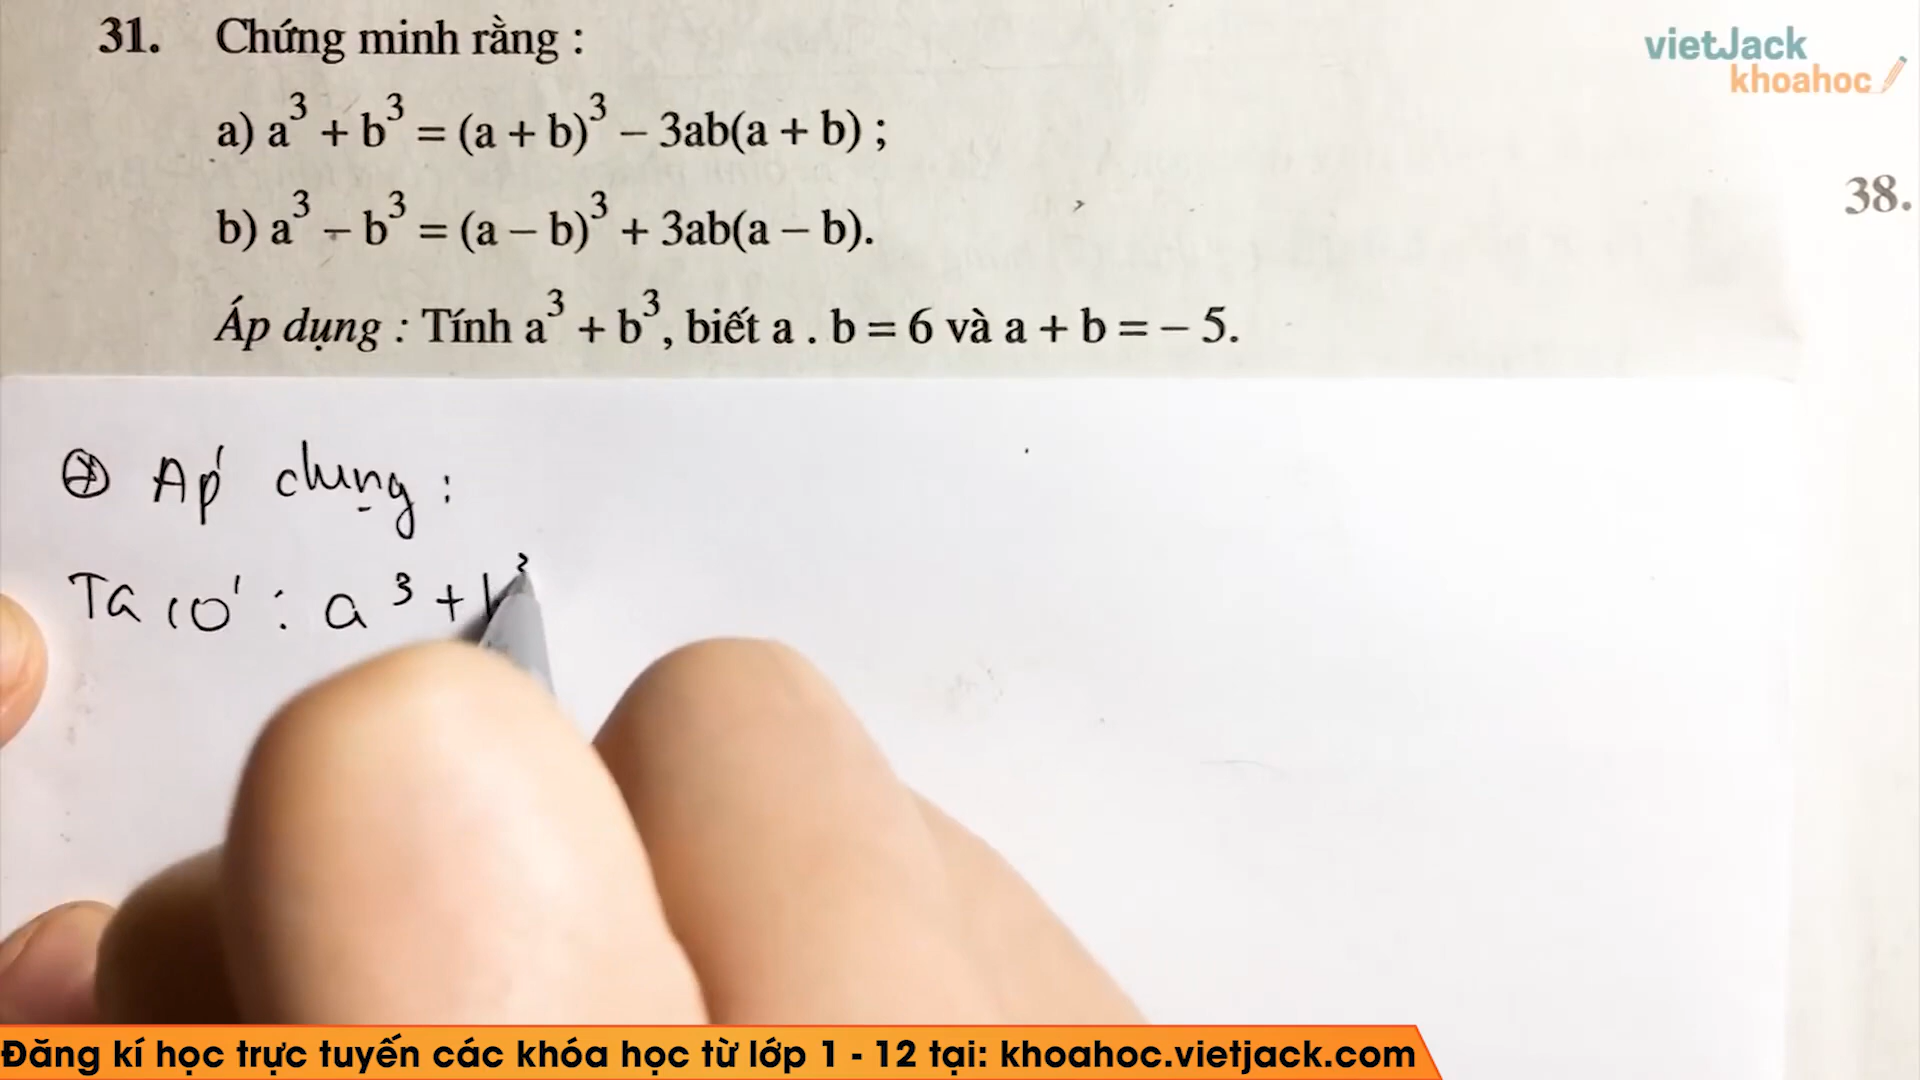 31. Chứng minh rằng :
a) a³ + b³ = (a + b)³ – 3ab(a + b) ;
b) a³ – b³ = (a – b)³ + 3ab(a – b).
Áp dụng : Tính a³ + b³, biết a . b = 6 và a + b = – 5.
38.
vietJack
khoahoc
Áp dụng :
Ta có : a³ + b³
Đăng kí học trực tuyến các khóa học từ lớp 1 - 12 tại: khoahoc.vietjack.com